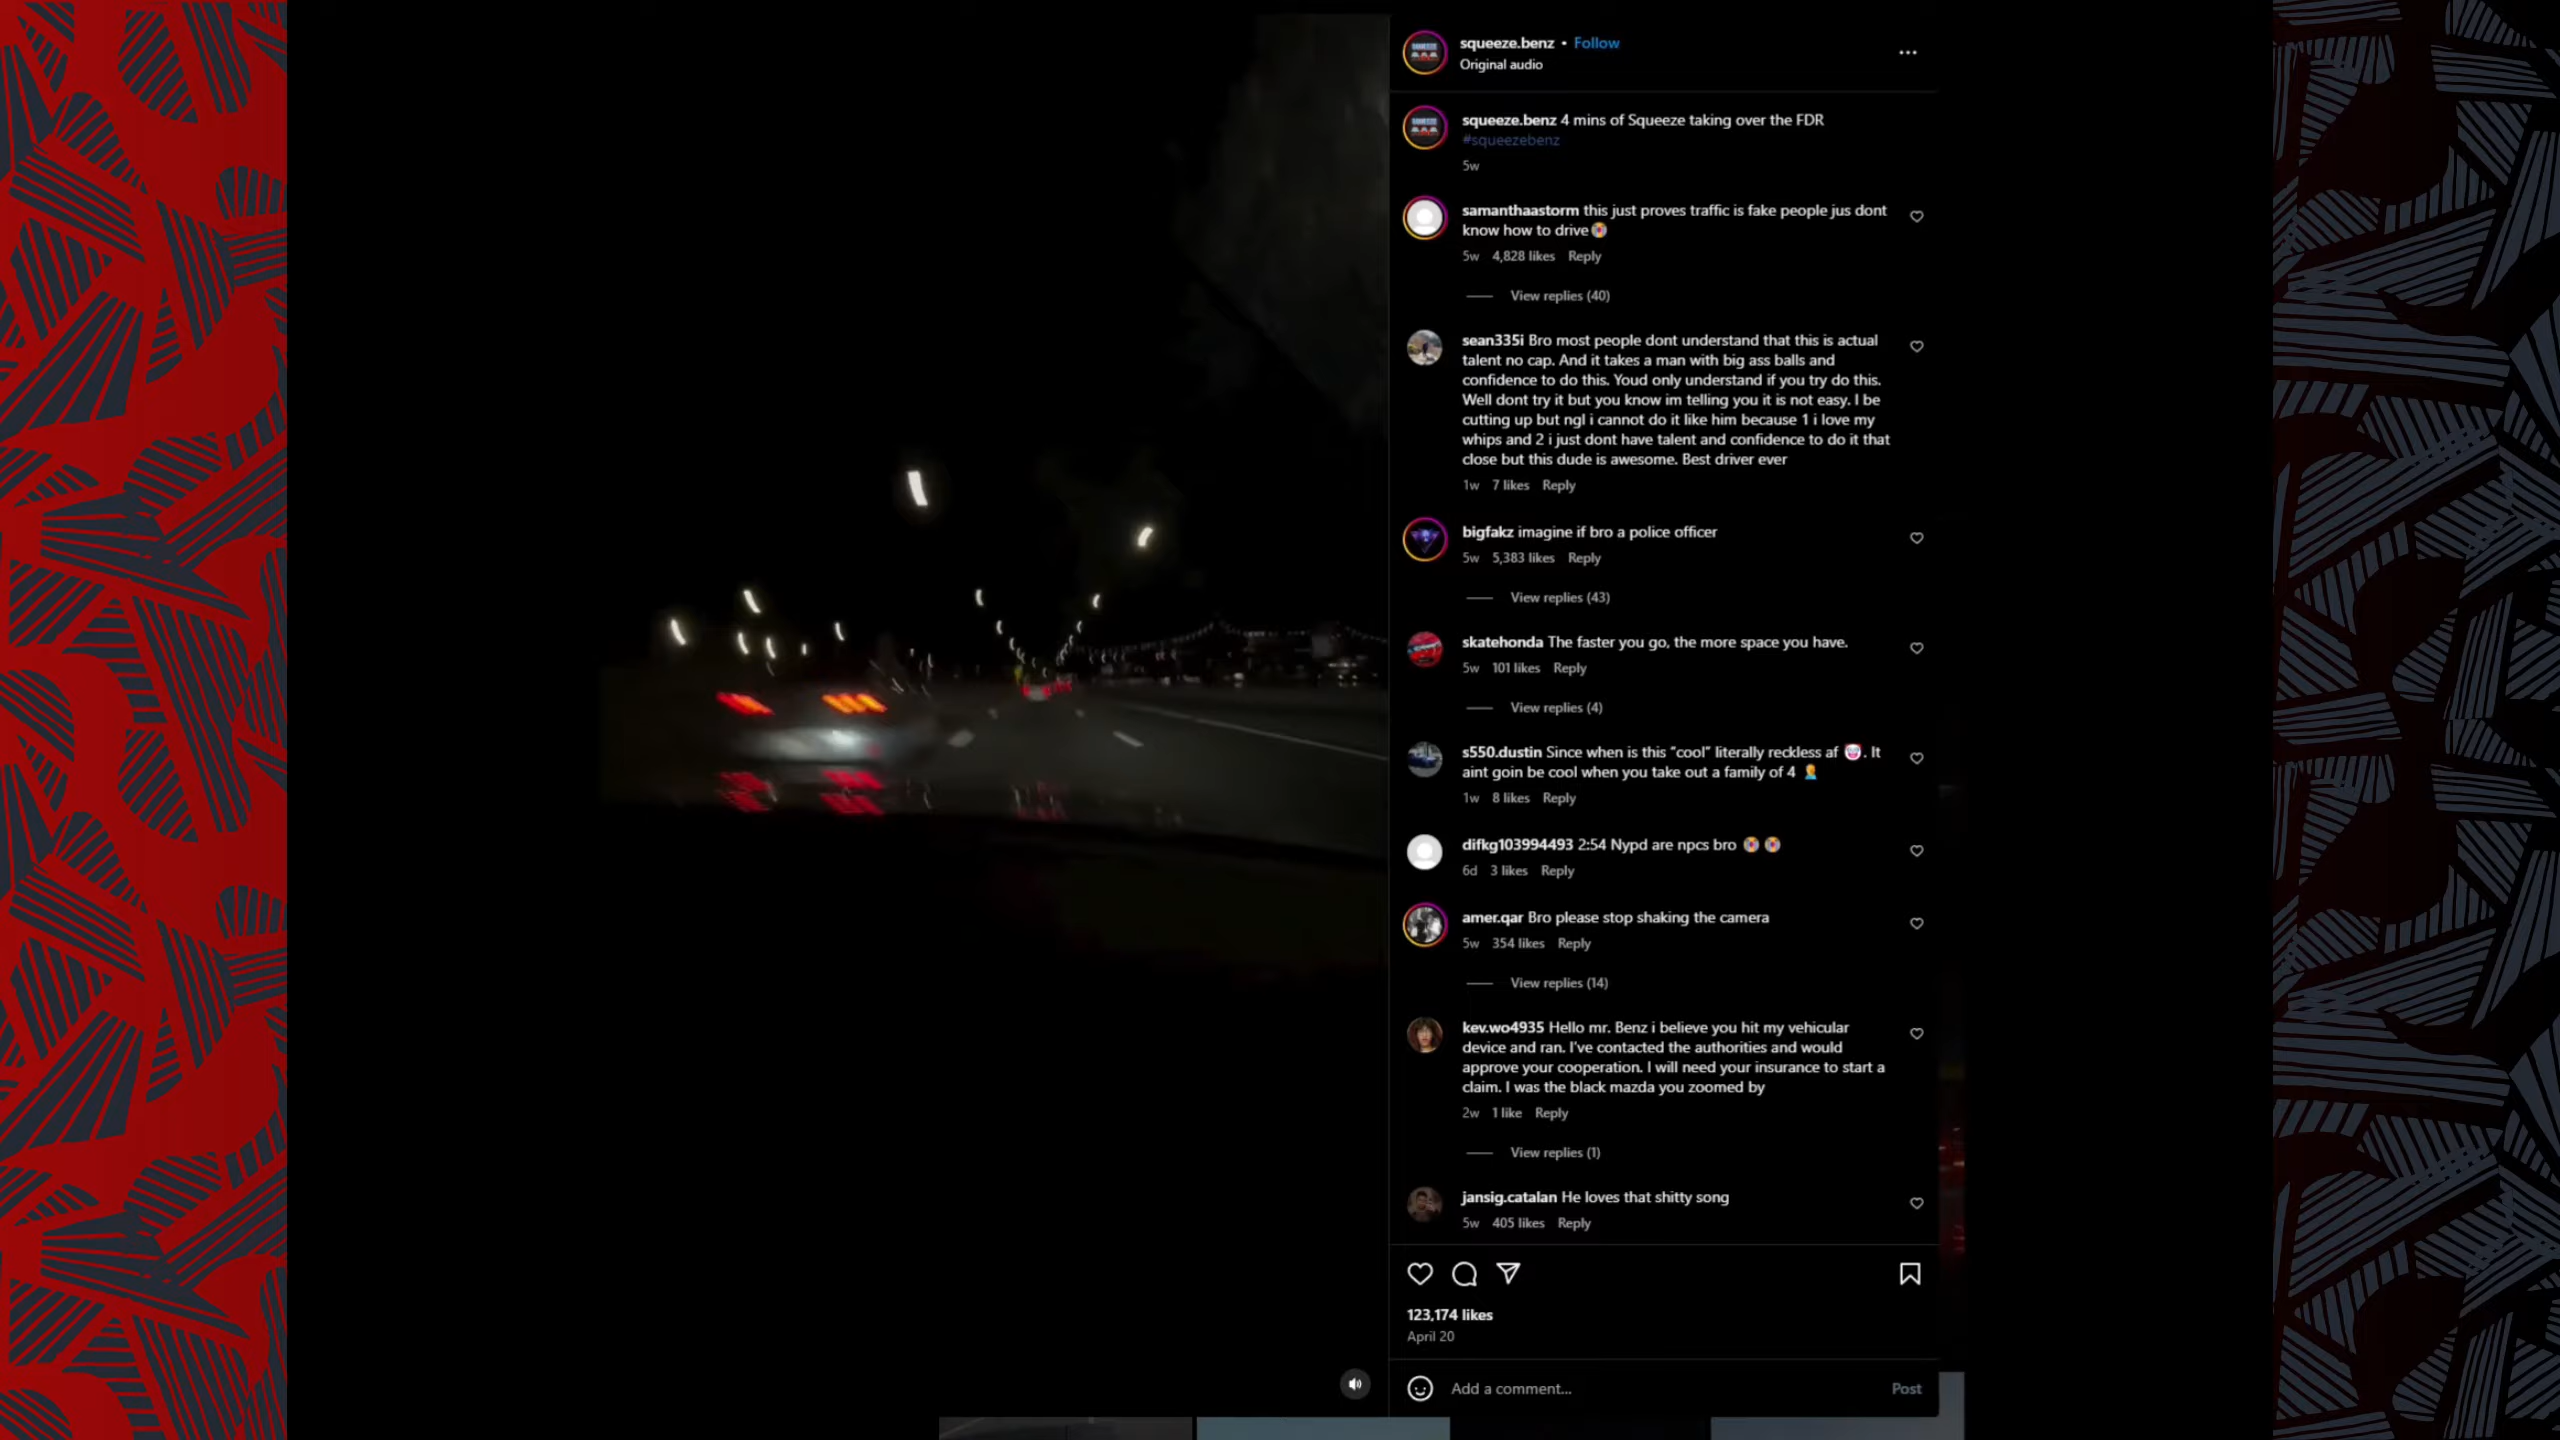 squeeze.benz • Follow
Original audio
squeeze.benz 4 mins of Squeeze taking over the FDR
#squeezebenz
5w
samanthaastorm this just proves traffic is fake people jus dont
know how to drive
5w 4,828 likes Reply
View replies (40)
sean335i Bro most people dont understand that this is actual
talent no cap. And it takes a man with big ass balls and
confidence to do this. Youd only understand if you try do this.
Well dont try it but you know im telling you it is not easy. I be
cutting up but ngl i cannot do it like him because 1 i love my
whips and 2 i just dont have talent and confidence to do it that
close but this dude is awesome. Best driver ever
1w 7 likes Reply
bigfakz imagine if bro a police officer
5w 5,383 likes Reply
View replies (43)
skatehonda The faster you go, the more space you have.
5w 101 likes Reply
View replies (4)
s550.dustin Since when is this “cool” literally reckless af 🤡. It
aint goin be cool when you take out a family of 4 🤦
1w 8 likes Reply
difkg103994493 2:54 Nypd are npcs bro
6d 3 likes Reply
amer.qar Bro please stop shaking the camera
5w 354 likes Reply
View replies (14)
kev.wo4935 Hello mr. Benz i believe you hit my vehicular
device and ran. I've contacted the authorities and would
approve your cooperation. I will need your insurance to start a
claim. I was the black mazda you zoomed by
2w 1 like Reply
View replies (1)
jansig.catalan He loves that shitty song
5w 405 likes Reply
123,174 likes
April 20
Add a comment... Post